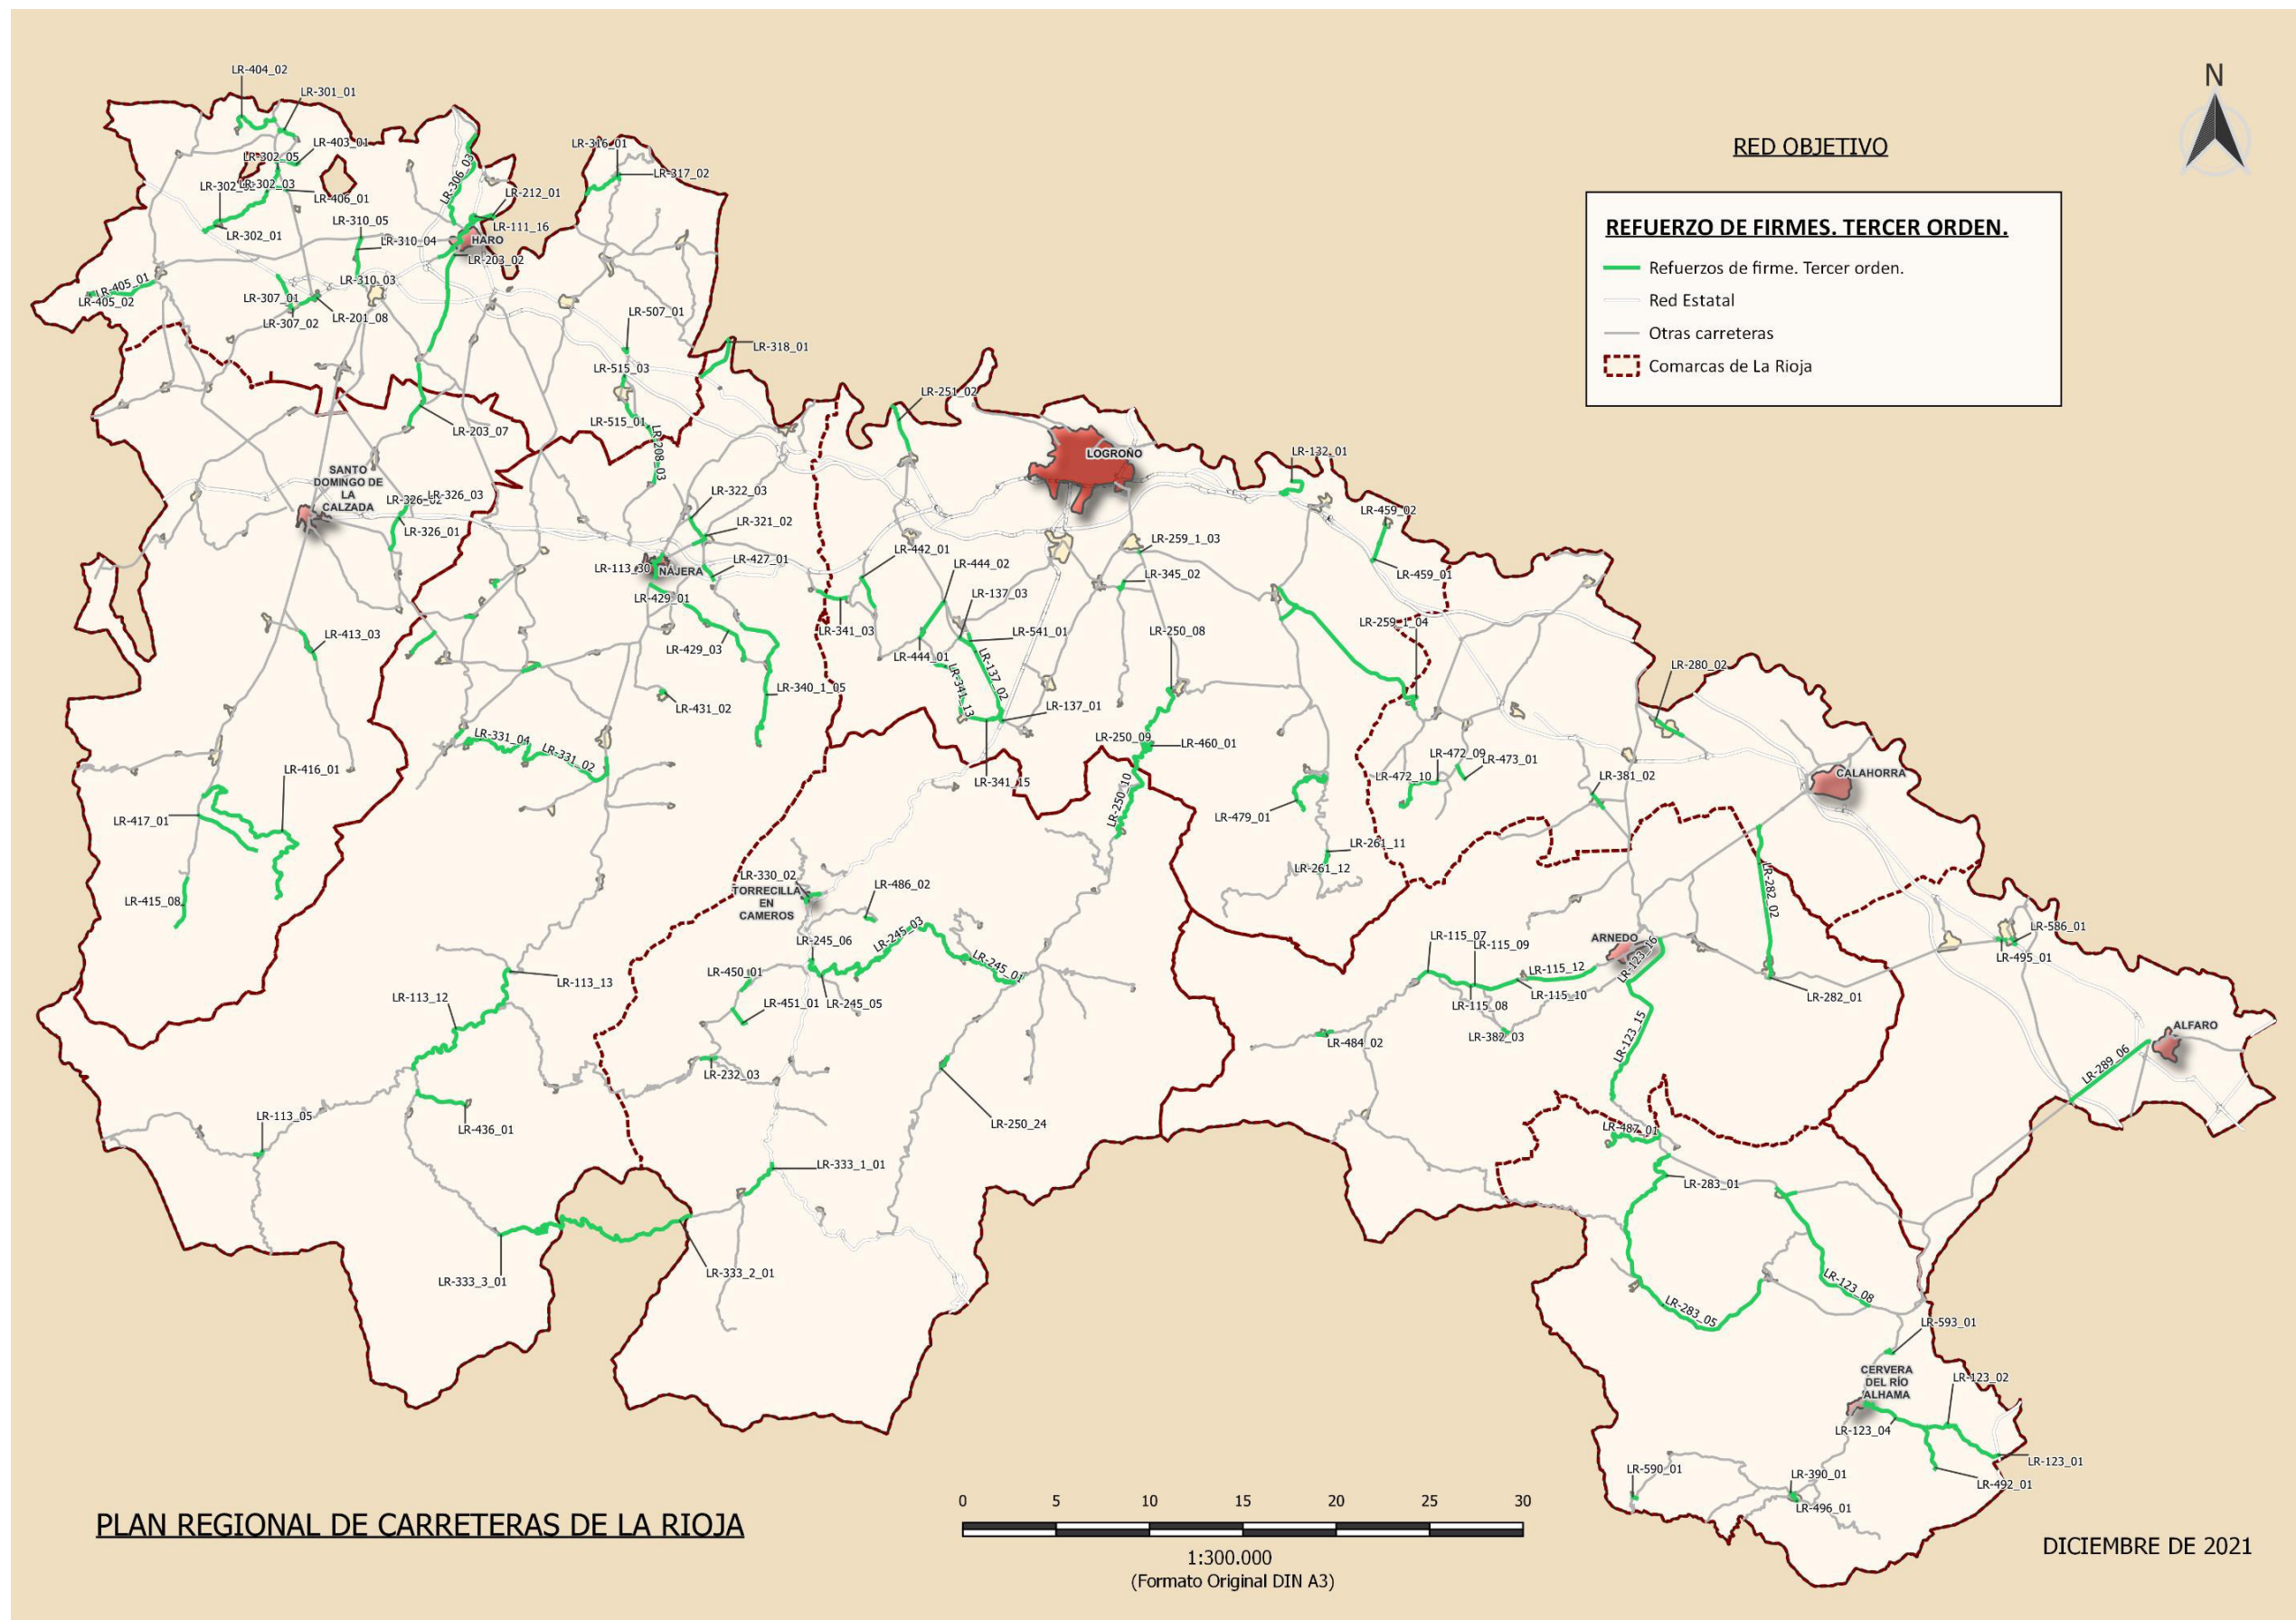 LR-404_02
LR-301_01
LR-403_01
LR-302_05
LR-302_03
LR-406_01
LR-302_01
LR-310_05
LR-310_04
LR-306_03
LR-212_01
LR-111_16
HARO
LR-203_02
LR-316_01
LR-317_02
LR-405_01
LR-405_02
LR-310_03
LR-307_01
LR-201_08
LR-307_02
LR-507_01
LR-318_01
LR-515_03
LR-515_01
LR-208_03
LR-203_07
LR-251_02
N
RED OBJETIVO
REFUERZO DE FIRMES. TERCER ORDEN.
Refuerzos de firme. Tercer orden.
Red Estatal
Otras carreteras
Comarcas de La Rioja
LOGROÑO
LR-132_01
SANTO
DOMINGO DE
LA
CALZADA
LR-326_02
LR-326_03
LR-326_01
LR-322_03
LR-321_02
LR-427_01
LR-113_30
NÁJERA
LR-429_01
LR-429_03
LR-442_01
LR-444_02
LR-137_03
LR-341_03
LR-541_01
LR-444_01
LR-137_02
LR-341_13
LR-137_01
LR-259_1_03
LR-345_02
LR-250_08
LR-459_02
LR-459_01
LR-259_1_04
LR-280_02
LR-413_03
LR-340_1_05
LR-431_02
LR-331_04
LR-331_02
LR-250_09
LR-460_01
LR-341_15
LR-250_10
LR-472_09
LR-473_01
LR-472_10
LR-381_02
CALAHORRA
LR-416_01
LR-417_01
LR-479_01
LR-261_11
LR-261_12
LR-415_08
LR-330_02
TORRECILLA
EN
CAMEROS
LR-486_02
LR-245_06
LR-245_03
LR-245_01
LR-245_05
LR-450_01
LR-451_01
LR-232_03
LR-282_02
LR-282_01
ARNEDO
LR-123_16
LR-115_07
LR-115_09
LR-115_12
LR-115_10
LR-115_08
LR-382_03
LR-484_02
LR-586_01
LR-495_01
ALFARO
LR-289_06
LR-123_15
LR-113_13
LR-113_12
LR-113_05
LR-436_01
LR-250_24
LR-487_01
LR-283_01
LR-333_1_01
LR-333_2_01
LR-333_3_01
LR-123_08
LR-283_05
LR-593_01
CERVERA
DEL RÍO
ALHAMA
LR-123_02
LR-123_04
LR-123_01
LR-492_01
LR-590_01
LR-390_01
LR-496_01
PLAN REGIONAL DE CARRETERAS DE LA RIOJA
0 5 10 15 20 25 30
1:300.000
(Formato Original DIN A3)
DICIEMBRE DE 2021